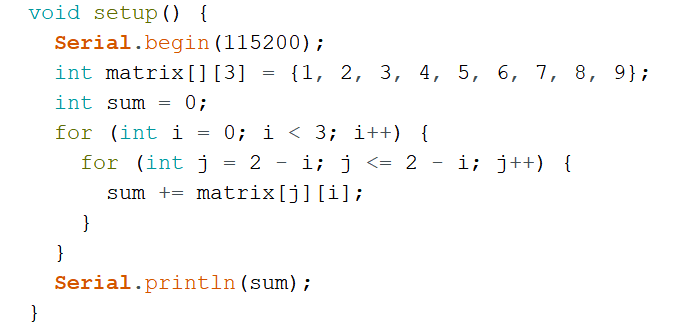 void setup() {
  Serial.begin(115200);
  int matrix[][3] = {1, 2, 3, 4, 5, 6, 7, 8, 9};
  int sum = 0;
  for (int i = 0; i < 3; i++) {
    for (int j = 2 - i; j <= 2 - i; j++) {
      sum += matrix[j][i];
    }
  }
  Serial.println(sum);
}